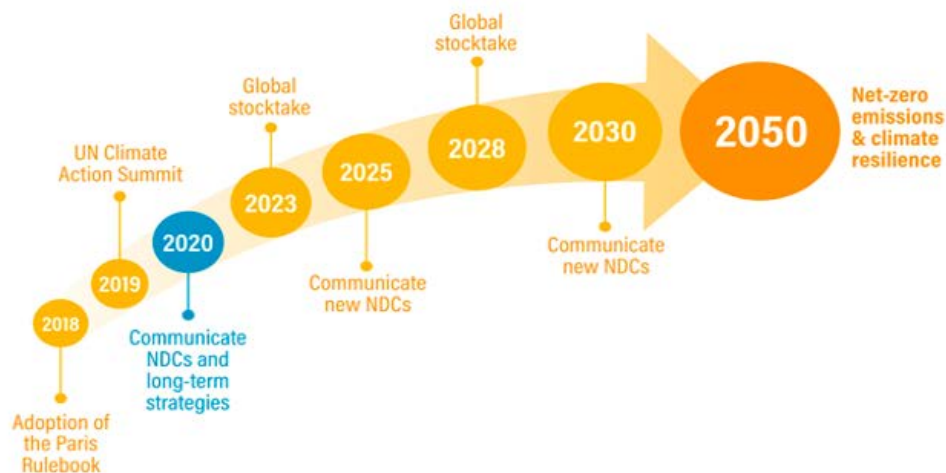 2018
Adoption of
the Paris
Rulebook
UN Climate
Action Summit
2019
2020
Communicate
NDCs and
long-term
strategies
Global
stocktake
2023
2025
Communicate
new NDCs
Global
stocktake
2028
2030
Communicate
new NDCs
2050
Net-zero
emissions
& climate
resilience